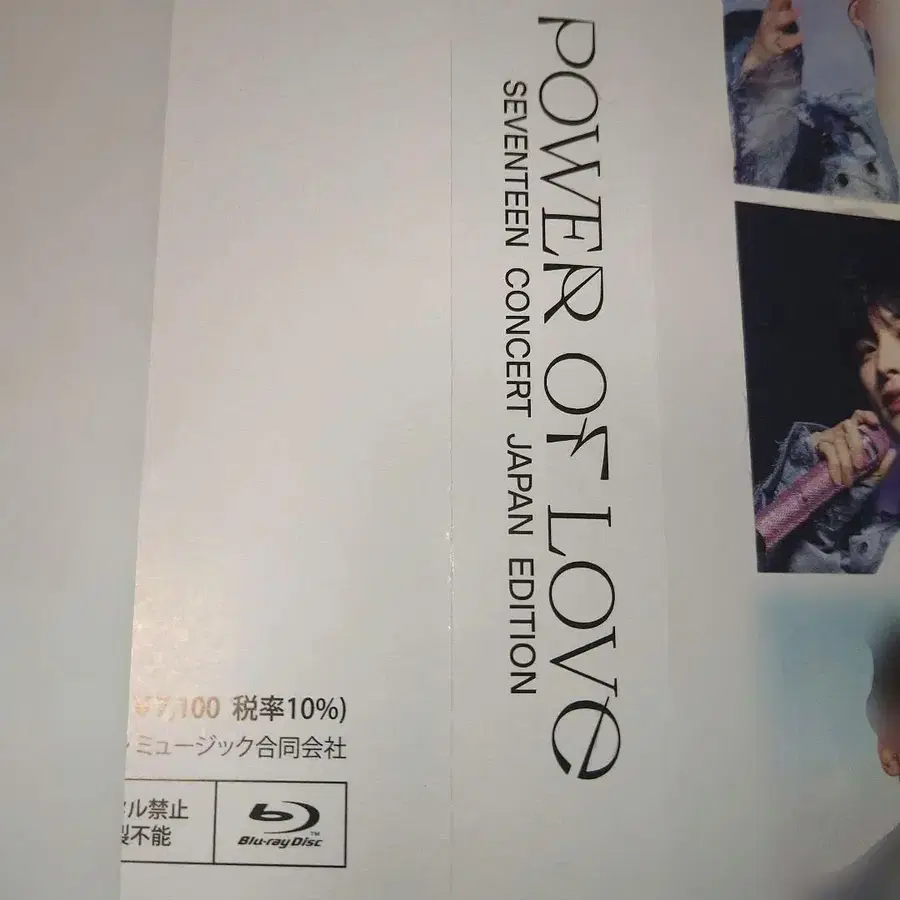 POWER OF LOVE
SEVENTEEN CONCERT JAPAN EDITION
¥7,100 税率10%)
ミュージック合同会社
ル禁止
製不能
Blu-ray Disc™